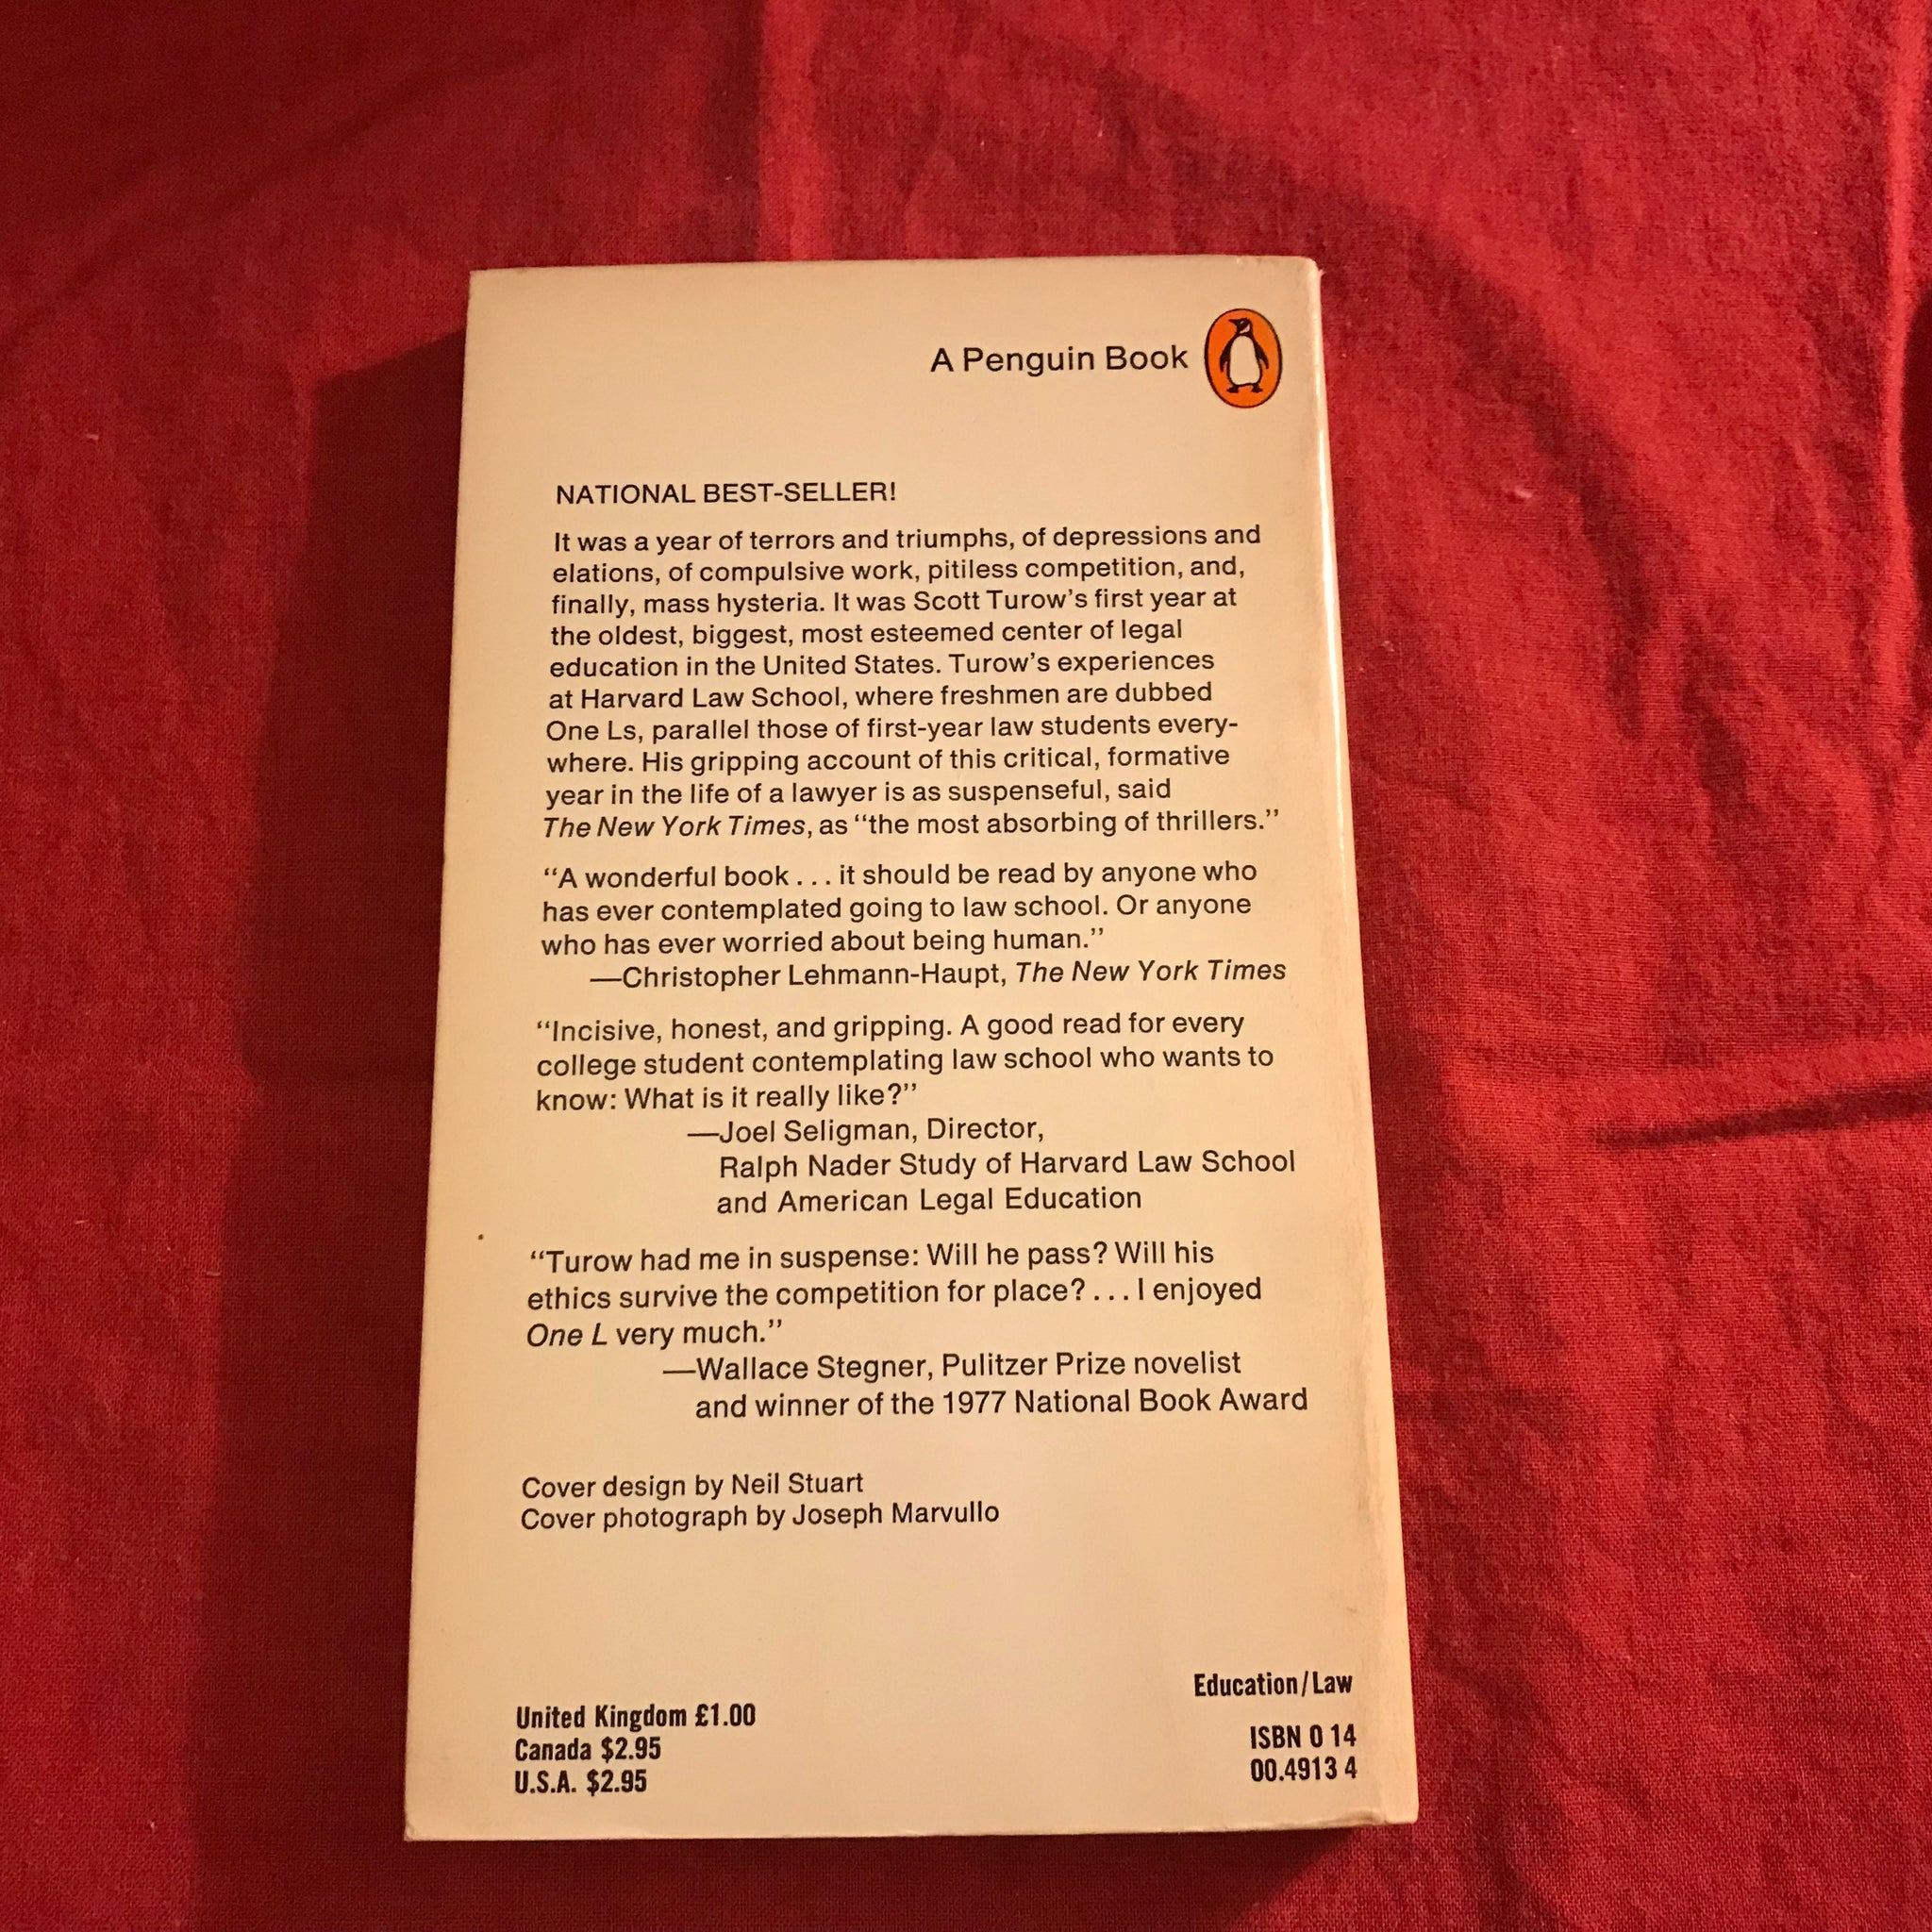 A Penguin Book
NATIONAL BEST-SELLER!
It was a year of terrors and triumphs, of depressions and
elations, of compulsive work, pitiless competition, and,
finally, mass hysteria. It was Scott Turow's first year at
the oldest, biggest, most esteemed center of legal
education in the United States. Turow's experiences
at Harvard Law School, where freshmen are dubbed
One Ls, parallel those of first-year law students every-
where. His gripping account of this critical, formative
year in the life of a lawyer is as suspenseful, said
The New York Times, as "the most absorbing of thrillers."
"A wonderful book . . . it should be read by anyone who
has ever contemplated going to law school. Or anyone
who has ever worried about being human."
—Christopher Lehmann-Haupt, The New York Times
"Incisive, honest, and gripping. A good read for every
college student contemplating law school who wants to
know: What is it really like?"
—Joel Seligman, Director,
Ralph Nader Study of Harvard Law School
and American Legal Education
"Turow had me in suspense: Will he pass? Will his
ethics survive the competition for place? . . . I enjoyed
One L very much."
—Wallace Stegner, Pulitzer Prize novelist
and winner of the 1977 National Book Award
Cover design by Neil Stuart
Cover photograph by Joseph Marvullo
United Kingdom £1.00
Canada $2.95
U.S.A. $2.95
Education/Law
ISBN 0 14
00.4913 4